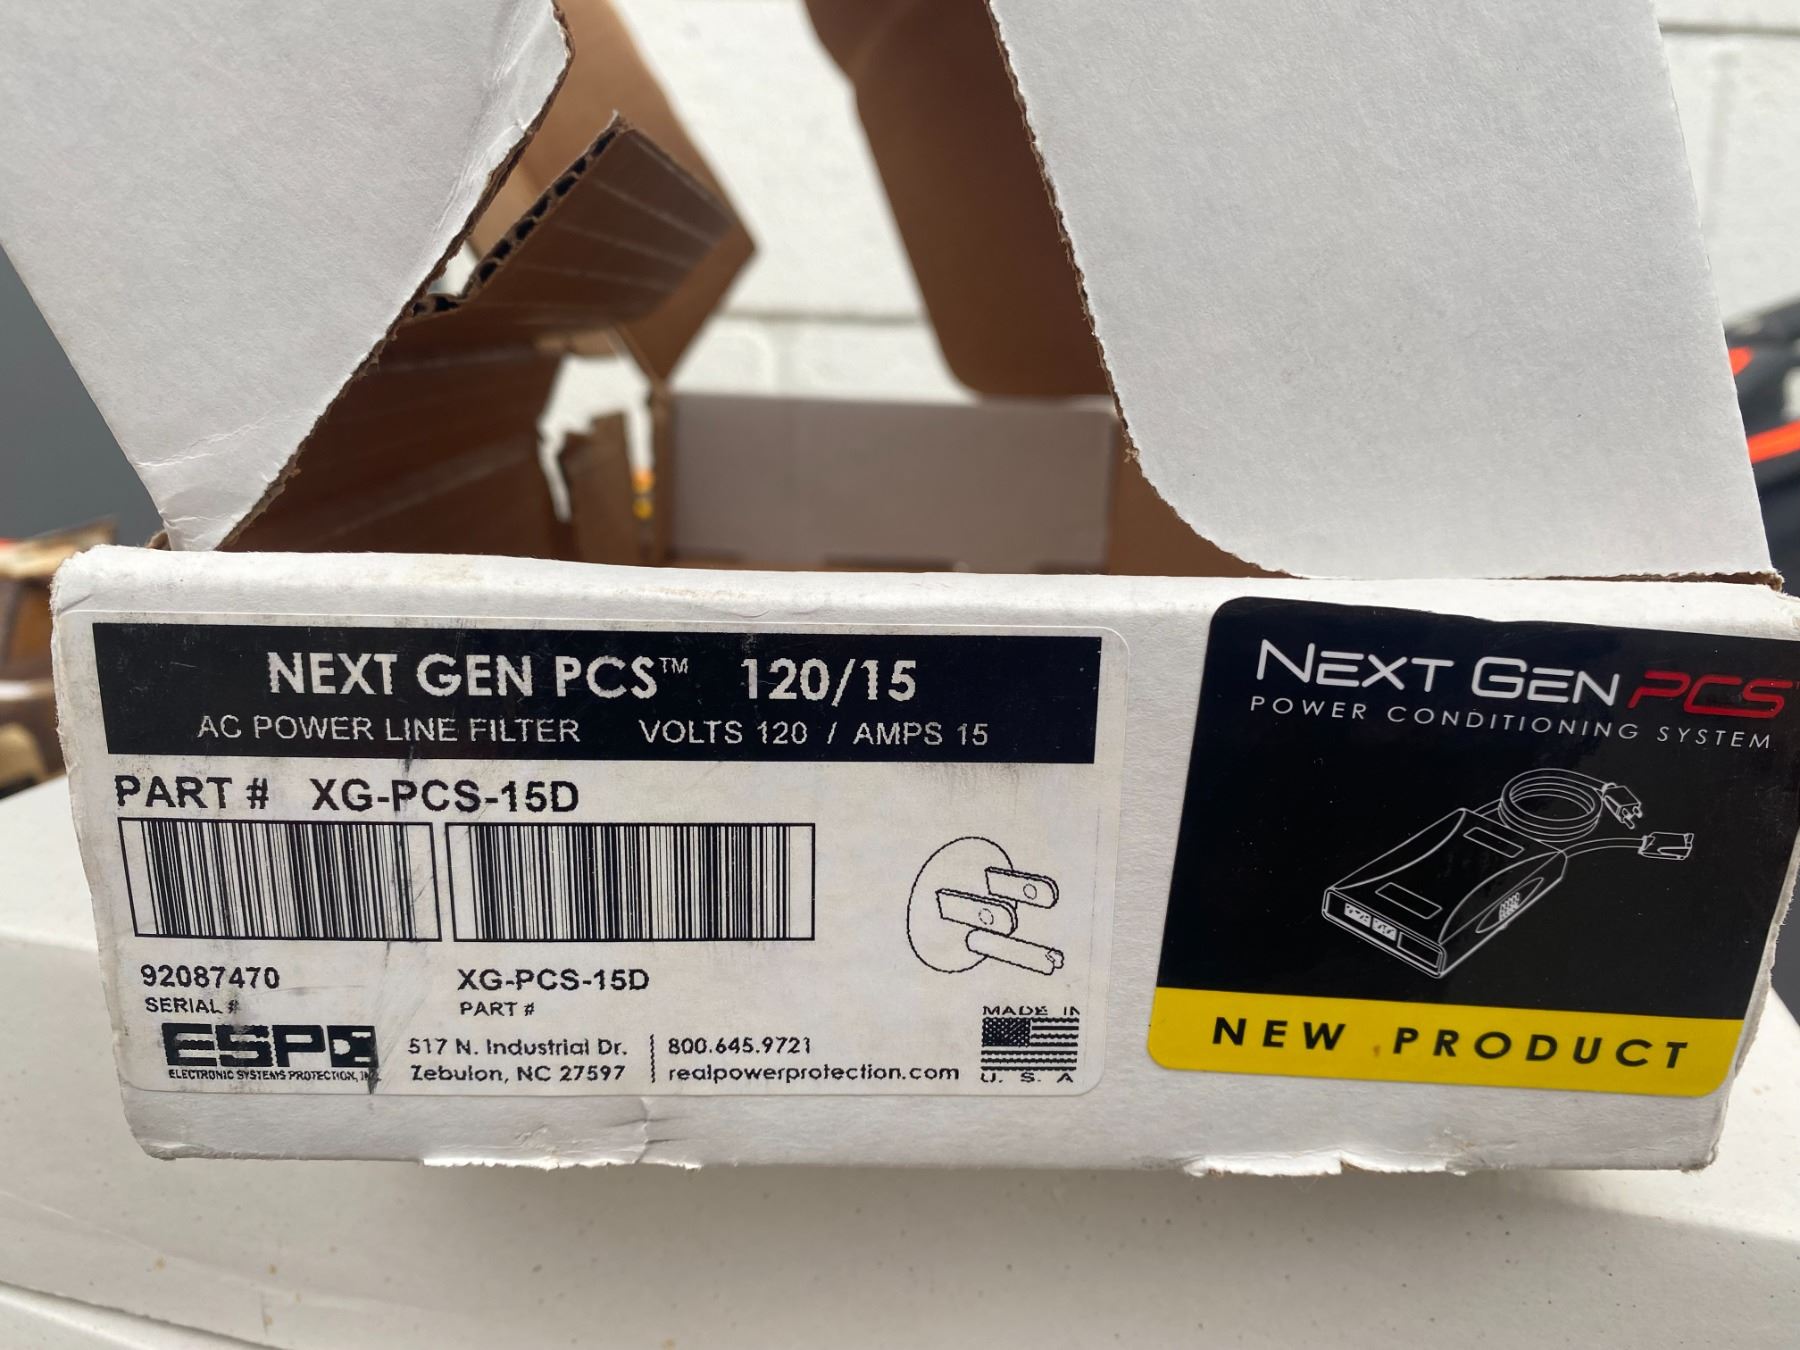 NEXT GEN PCS™ 120/15
AC POWER LINE FILTER VOLTS 120 / AMPS 15
PART # XG-PCS-15D
92087470
SERIAL #
XG-PCS-15D
PART #
ESP
ELECTRONIC SYSTEMS PROTECTION, INC.
517 N. Industrial Dr.
Zebulon, NC 27597
800.645.9721
realpowerprotection.com
MADE IN
U. S. A
NEXT GEN PCS™
POWER CONDITIONING SYSTEM
NEW PRODUCT